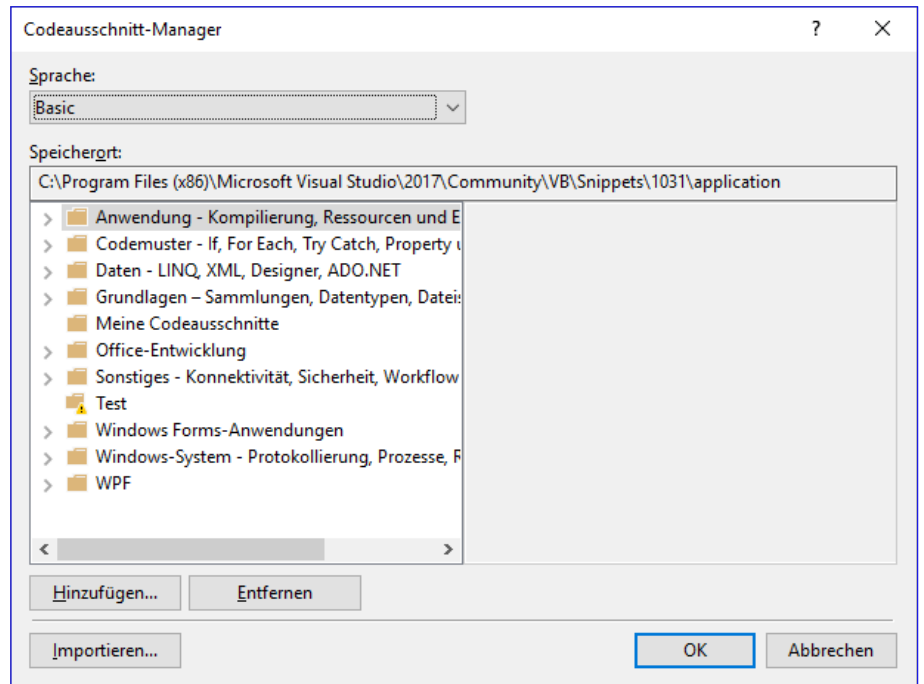 Codeausschnitt-Manager ?
Sprache:
Basic
Speicherort:
C:\Program Files (x86)\Microsoft Visual Studio\2017\Community\VB\Snippets\1031\application
Anwendung - Kompilierung, Ressourcen und E
Codemuster - If, For Each, Try Catch, Property u
Daten - LINQ, XML, Designer, ADO.NET
Grundlagen – Sammlungen, Datentypen, Dateis
Meine Codeausschnitte
Office-Entwicklung
Sonstiges - Konnektivität, Sicherheit, Workflow
Test
Windows Forms-Anwendungen
Windows-System - Protokollierung, Prozesse, R
WPF
Hinzufügen... Entfernen
Importieren... OK Abbrechen